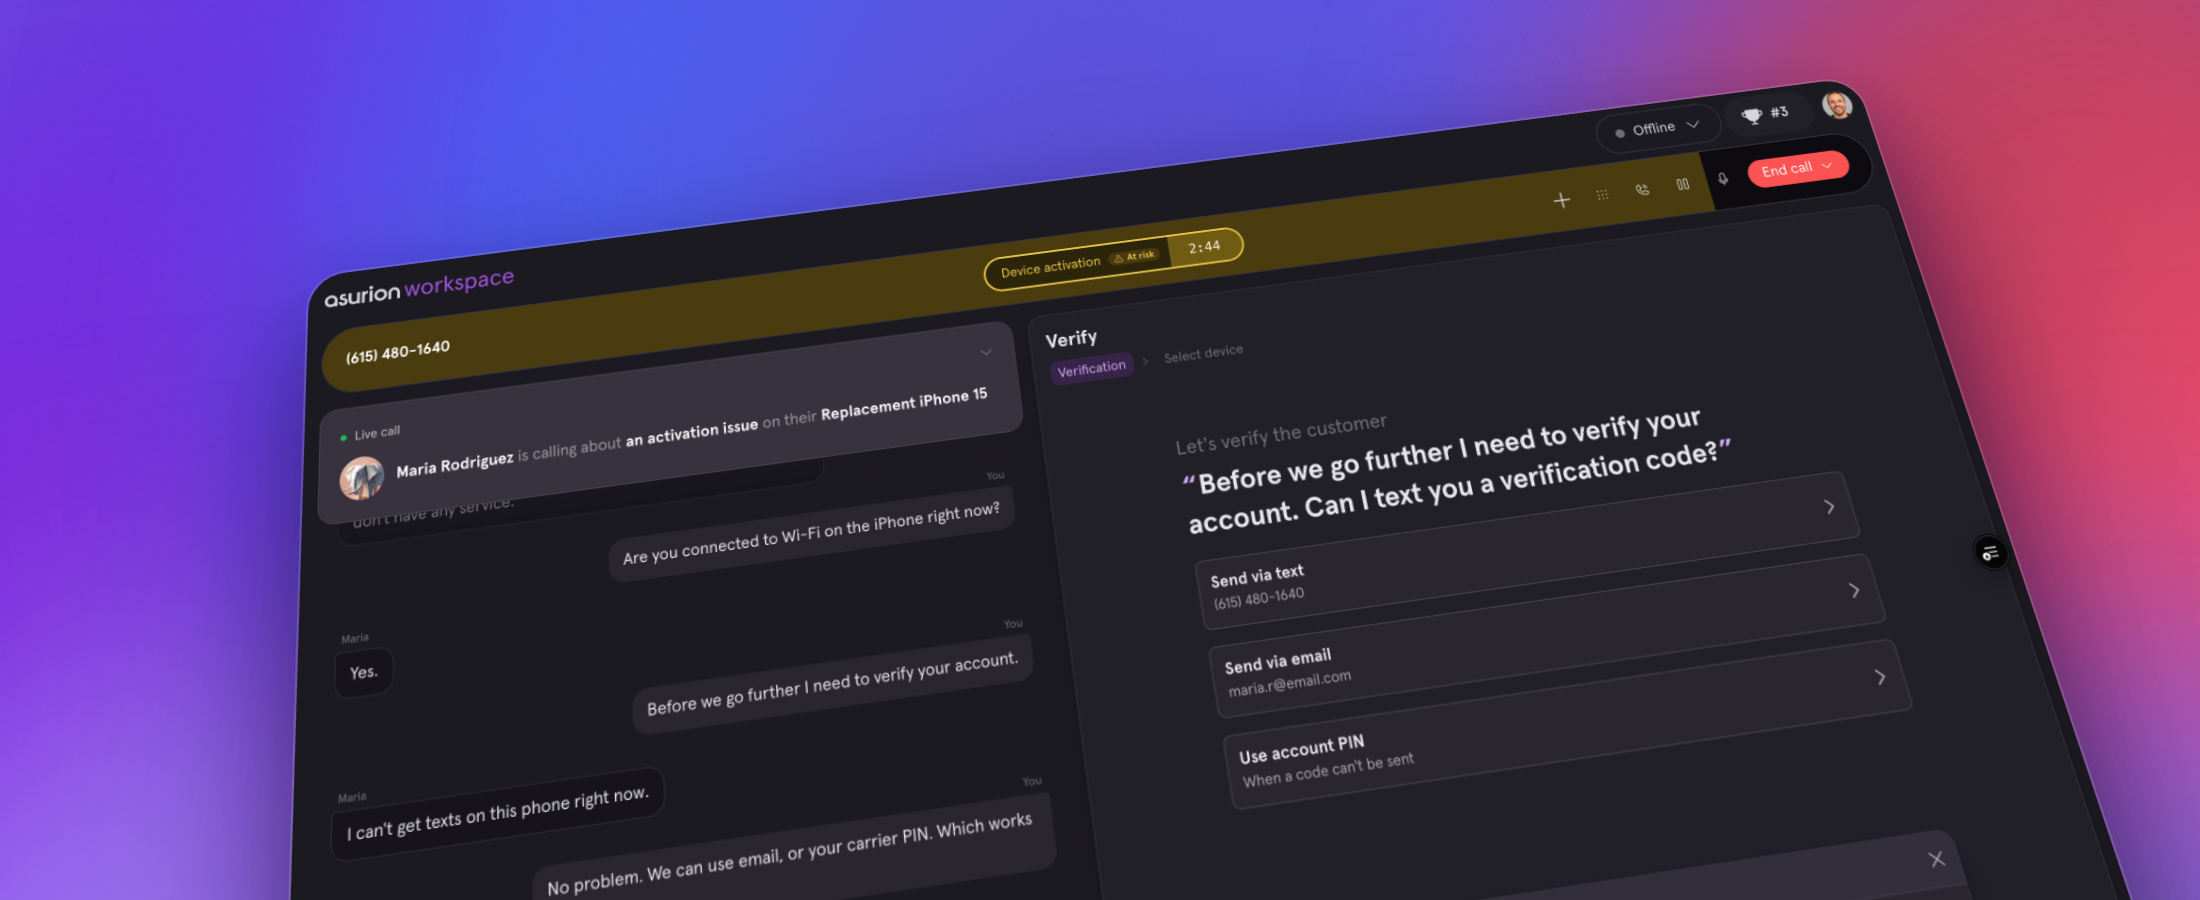 Offline
#3
End call
asurion workspace
Device activation
At risk
2:44
(615) 480-1640
Live call
Maria Rodriguez is calling about an activation issue on their Replacement iPhone 15
don't have any service.
You
Are you connected to Wi-Fi on the iPhone right now?
Maria
Yes.
You
Before we go further I need to verify your account.
Maria
I can't get texts on this phone right now.
You
No problem. We can use email, or your carrier PIN. Which works
Verify
Verification
Select device
Let's verify the customer
“Before we go further I need to verify your
account. Can I text you a verification code?”
Send via text
(615) 480-1640
Send via email
maria.r@email.com
Use account PIN
When a code can't be sent